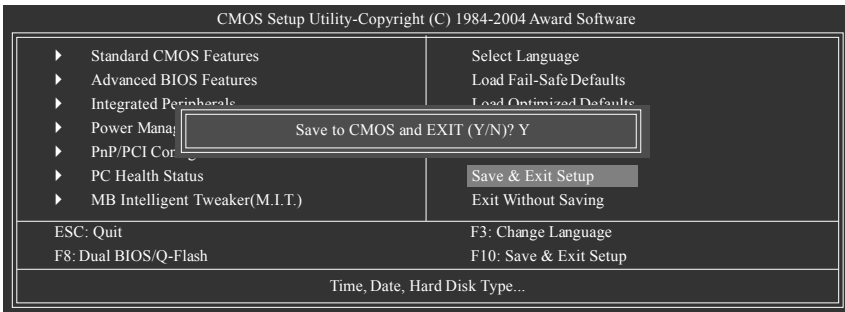 CMOS Setup Utility-Copyright (C) 1984-2004 Award Software
Standard CMOS Features
Advanced BIOS Features
Integrated Peripherals
Power
PnP/PCI
PC Health Status
MB Intelligent Tweaker(M.I.T.)
Select Language
Load Fail-Safe Defaults
Load Optimized Defaults
Save to CMOS and EXIT (Y/N)? Y
Save & Exit Setup
Exit Without Saving
ESC: Quit
F8: Dual BIOS/Q-Flash
F3: Change Language
F10: Save & Exit Setup
Time, Date, Hard Disk Type...